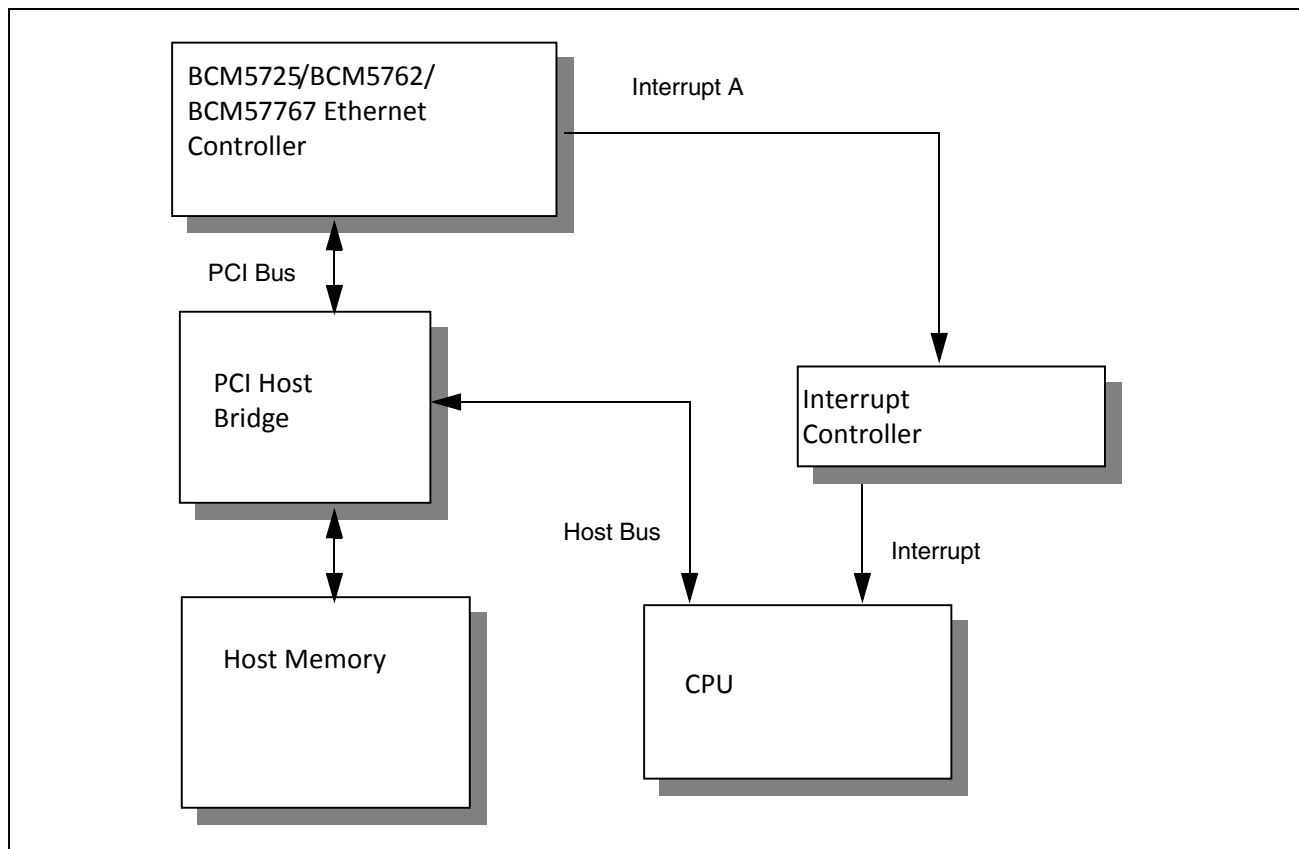 BCM5725/BCM5762/
BCM57767 Ethernet
Controller
Interrupt A
PCI Bus
PCI Host
Bridge
Interrupt
Controller
Host Bus
Interrupt
Host Memory
CPU